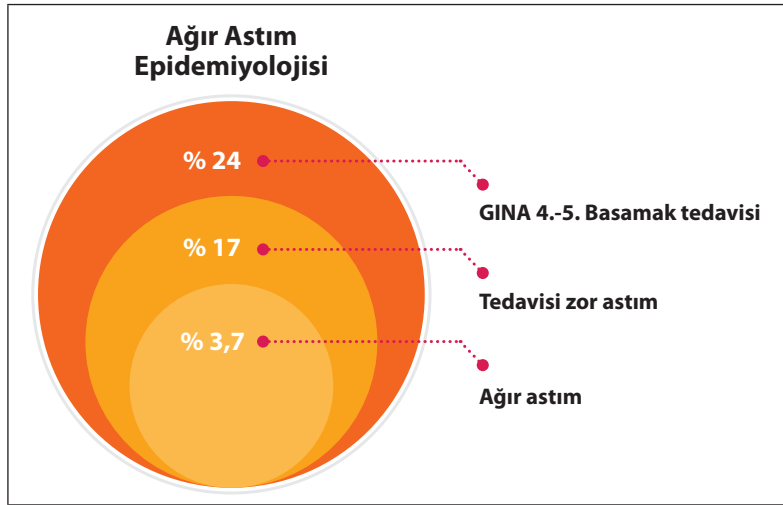 Ağır Astım
Epidemiyolojisi
% 24
GINA 4.-5. Basamak tedavisi
% 17
Tedavisi zor astım
% 3,7
Ağır astım